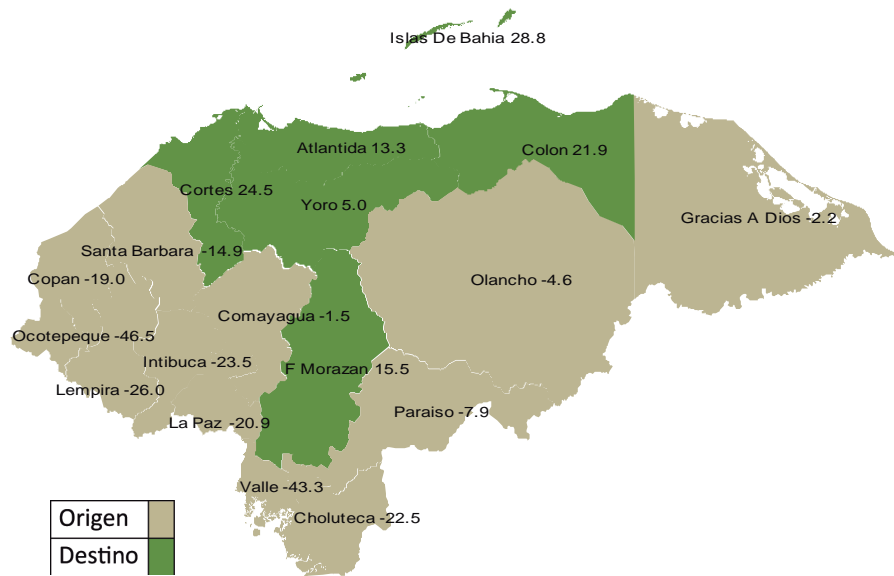 Islas De Bahia 28.8
Atlantida 13.3
Colon 21.9
Cortes 24.5
Yoro 5.0
Gracias A Dios -2.2
Santa Barbara -14.9
Copan -19.0
Olancho -4.6
Comayagua -1.5
Ocotepeque -46.5
Intibuca -23.5
F Morazan 15.5
Lempira -26.0
Paraiso -7.9
La Paz -20.9
Valle -43.3
Choluteca -22.5
Origen
Destino